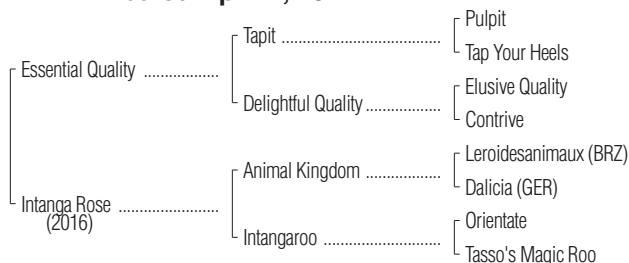 Pulpit
Tapit
Tap Your Heels
Essential Quality
Elusive Quality
Delightful Quality
Contrive
Leroidesanimaux (BRZ)
Animal Kingdom
Dalicia (GER)
Intanga Rose
(2016)
Orientate
Intangaroo
Tasso's Magic Roo